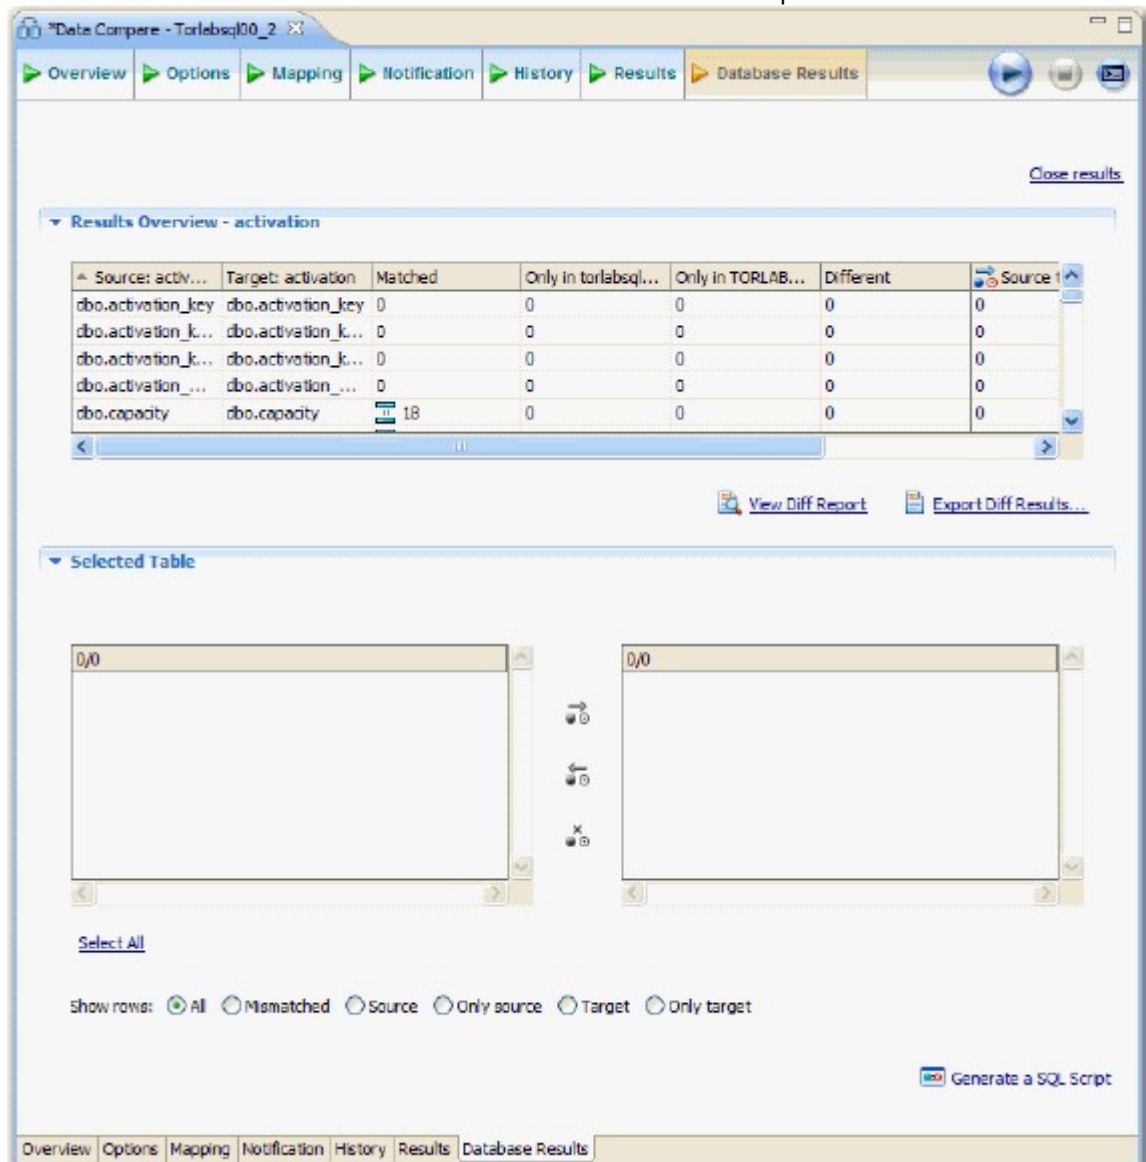 *Data Compare - Torlabsql00_2
Overview Options Mapping Notification History Results Database Results
Close results
Results Overview - activation
Source: activ... Target: activation Matched Only in torlabsql... Only in TORLAB... Different Source t
dbo.activation_key dbo.activation_key 0 0 0 0 0
dbo.activation_k... dbo.activation_k... 0 0 0 0 0
dbo.activation_k... dbo.activation_k... 0 0 0 0 0
dbo.activation_... dbo.activation_... 0 0 0 0 0
dbo.capacity dbo.capacity 18 0 0 0 0
View Diff Report Export Diff Results...
Selected Table
0/0 0/0
Select All
Show rows: All Mismatched Source Only source Target Only target
Generate a SQL Script
Overview Options Mapping Notification History Results Database Results